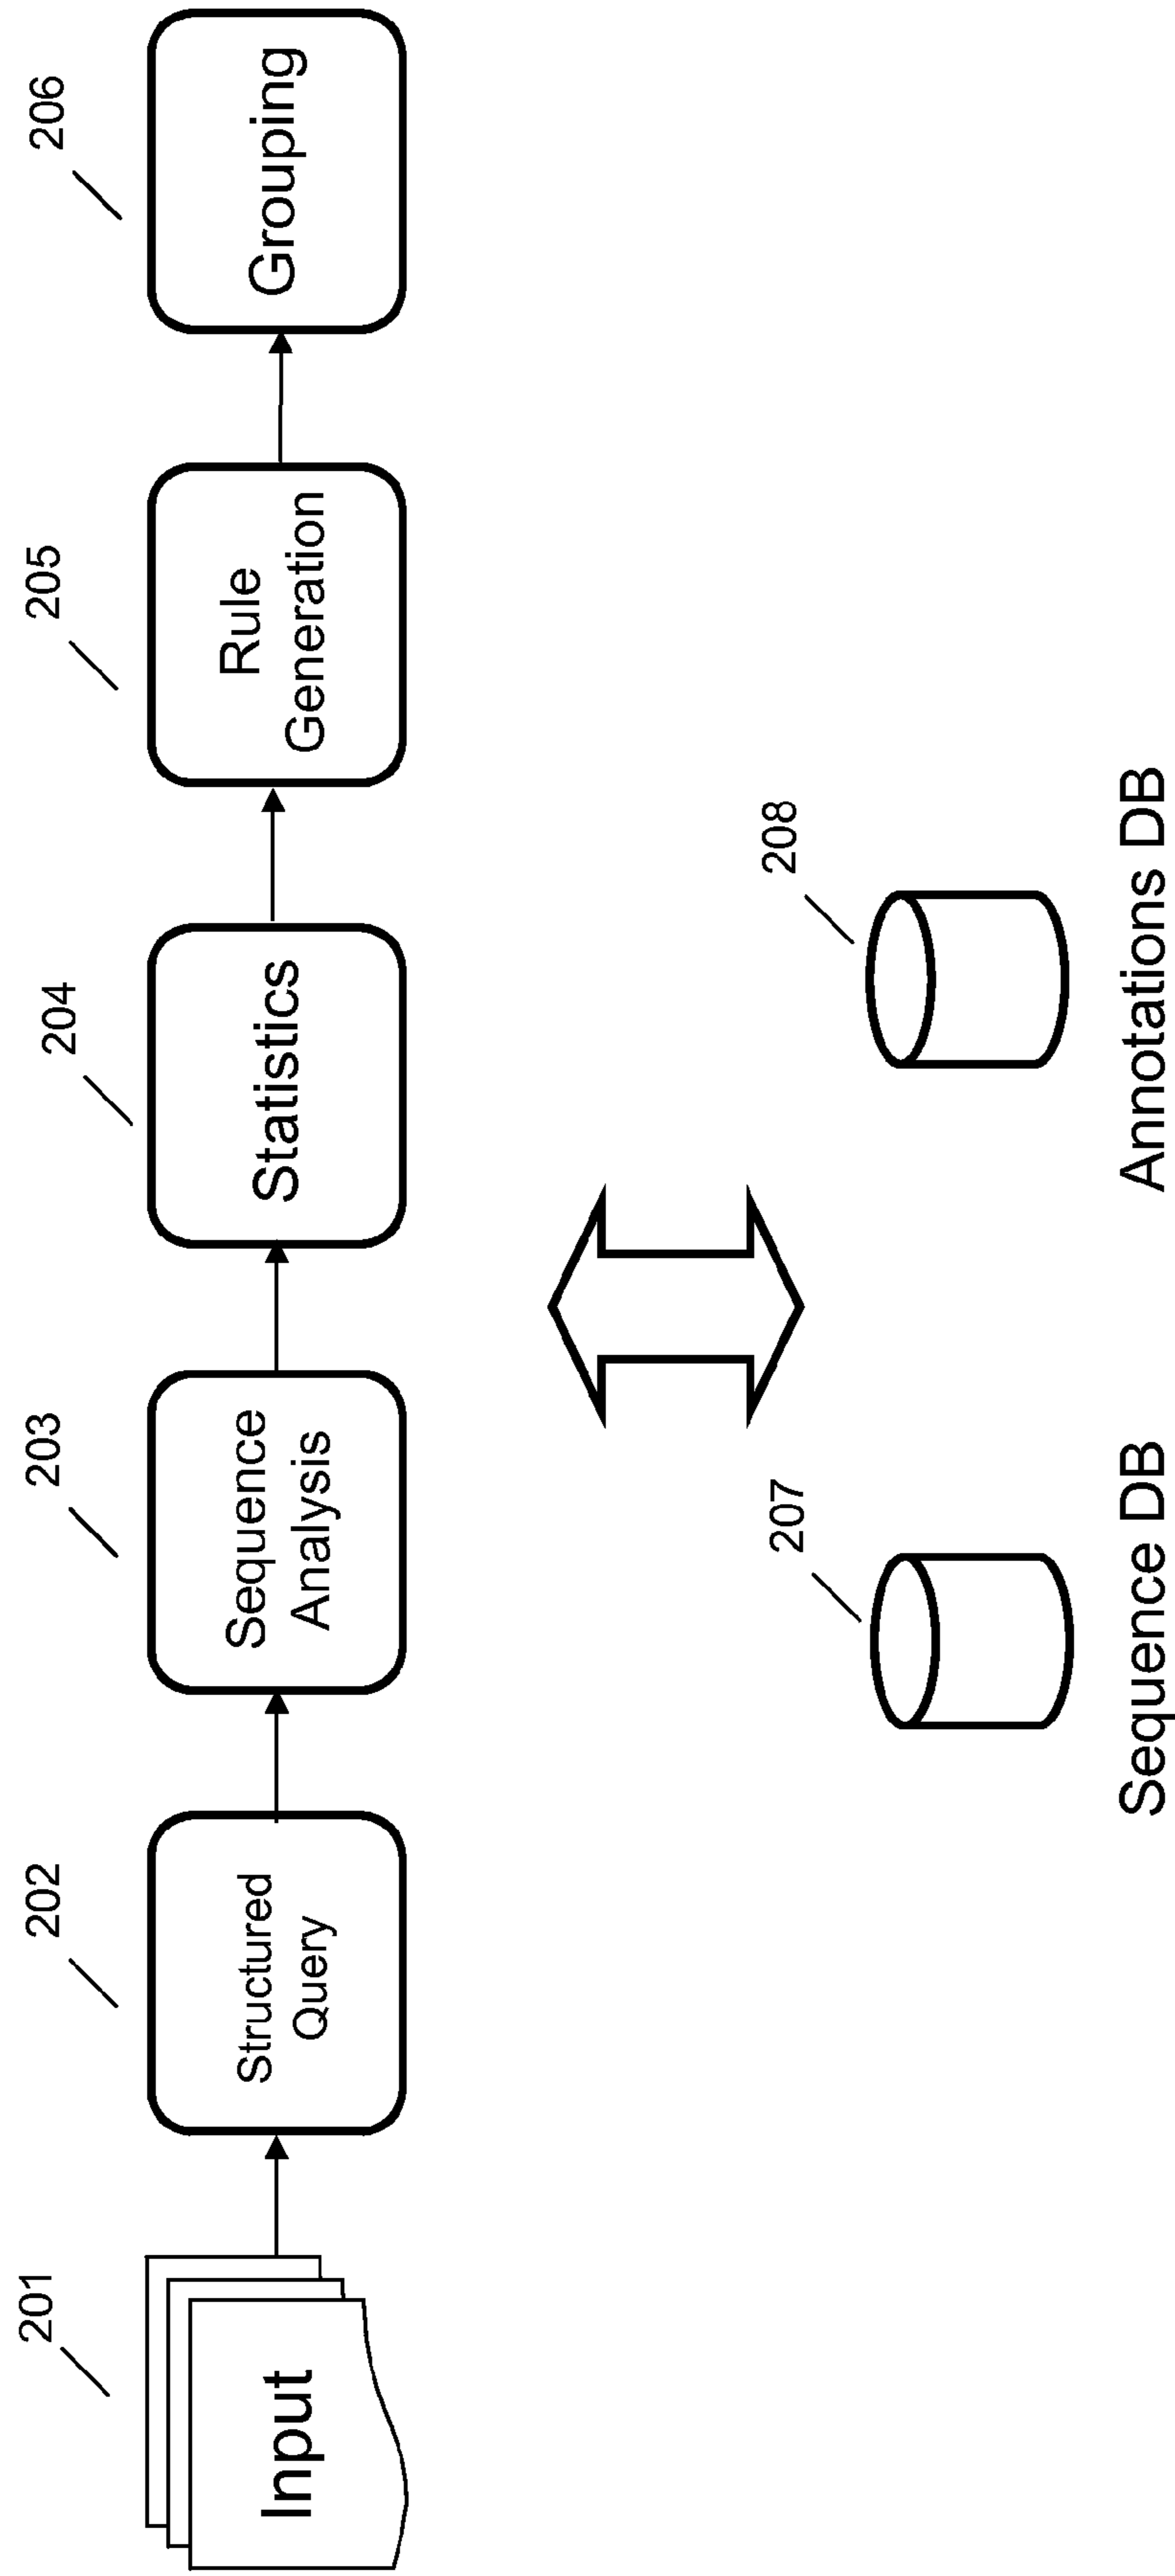 201
202
203
204
205
206
Input
Structured
Query
Sequence
Analysis
Statistics
Rule
Generation
Grouping
207
208
Sequence DB
Annotations DB